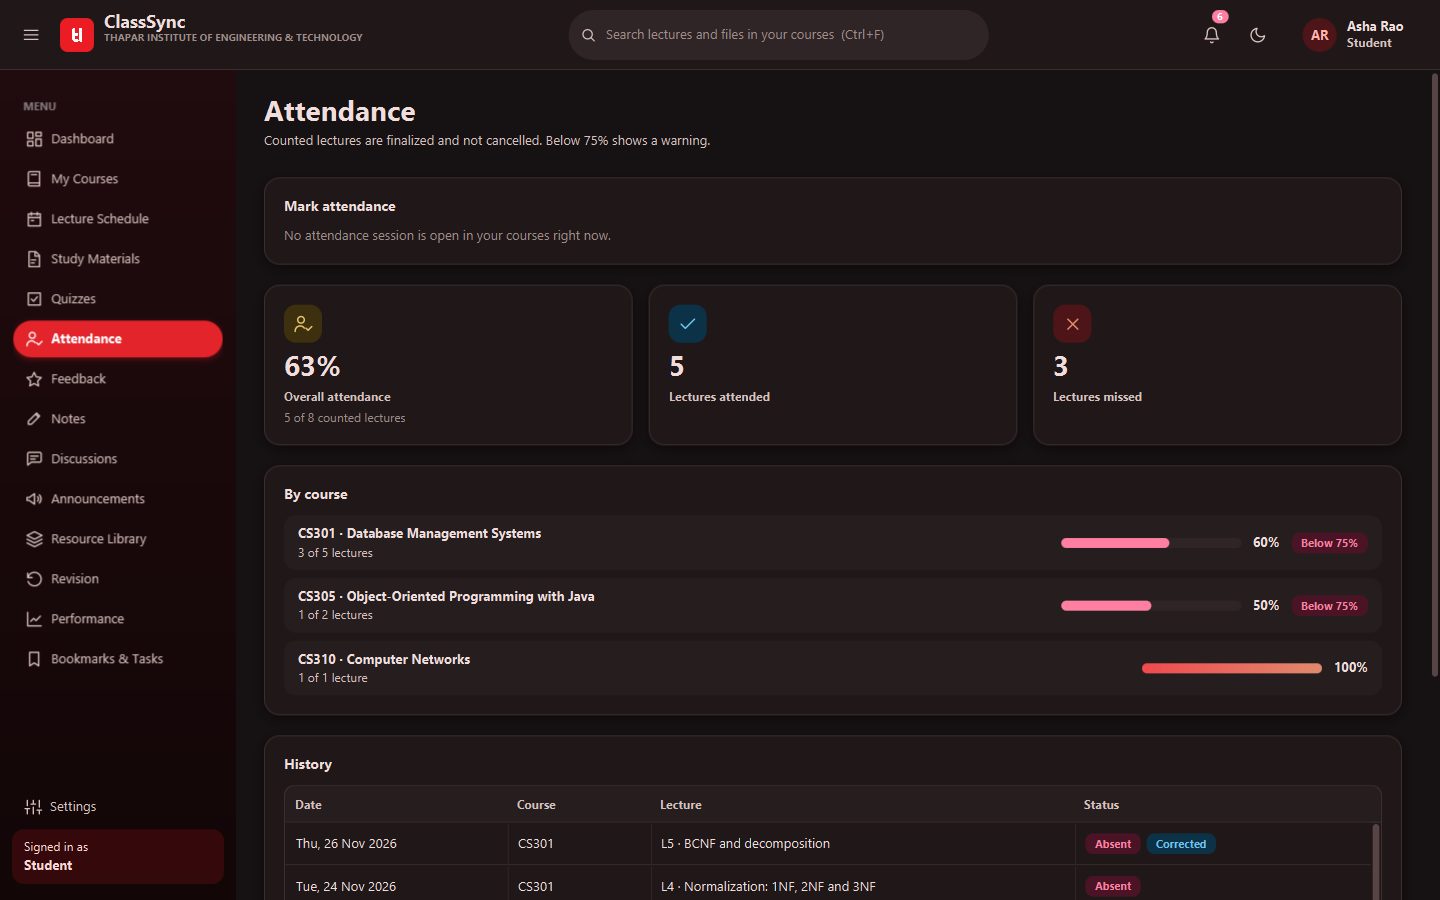 ClassSync
THAPAR INSTITUTE OF ENGINEERING & TECHNOLOGY
Search lectures and files in your courses (Ctrl+F)
6
AR
Asha Rao
Student
MENU
Dashboard
My Courses
Lecture Schedule
Study Materials
Quizzes
Attendance
Feedback
Notes
Discussions
Announcements
Resource Library
Revision
Performance
Bookmarks & Tasks
Settings
Signed in as
Student
Attendance
Counted lectures are finalized and not cancelled. Below 75% shows a warning.
Mark attendance
No attendance session is open in your courses right now.
63%
Overall attendance
5 of 8 counted lectures
5
Lectures attended
3
Lectures missed
By course
CS301 · Database Management Systems
3 of 5 lectures
60% Below 75%
CS305 · Object-Oriented Programming with Java
1 of 2 lectures
50% Below 75%
CS310 · Computer Networks
1 of 1 lecture
100%
History
Date Course Lecture Status
Thu, 26 Nov 2026 CS301 L5 · BCNF and decomposition Absent Corrected
Tue, 24 Nov 2026 CS301 L4 · Normalization: 1NF, 2NF and 3NF Absent